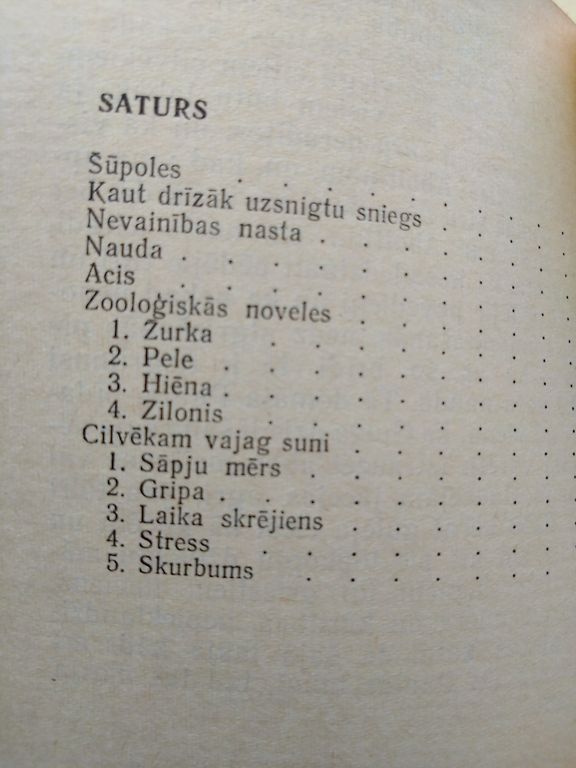 SATURS
Šūpoles . . . . . . . .
Kaut drīzāk uzsnigtu sniegs . . . .
Nevainības nasta . . . . . .
Nauda . . . . . . . . . .
Acis . . . . . . . . . .
Zooloģiskās noveles . . . . . .
1. Žurka . . . . . . . .
2. Pele . . . . . . . . .
3. Hiēna . . . . . . . . .
4. Zilonis . . . . . . . .
Cilvēkam vajag suni . . . . . .
1. Sāpju mērs . . . . . . .
2. Gripa . . . . . . . . .
3. Laika skrējiens . . . . . .
4. Stress . . . . . . . .
5. Skurbums . . . . . . .